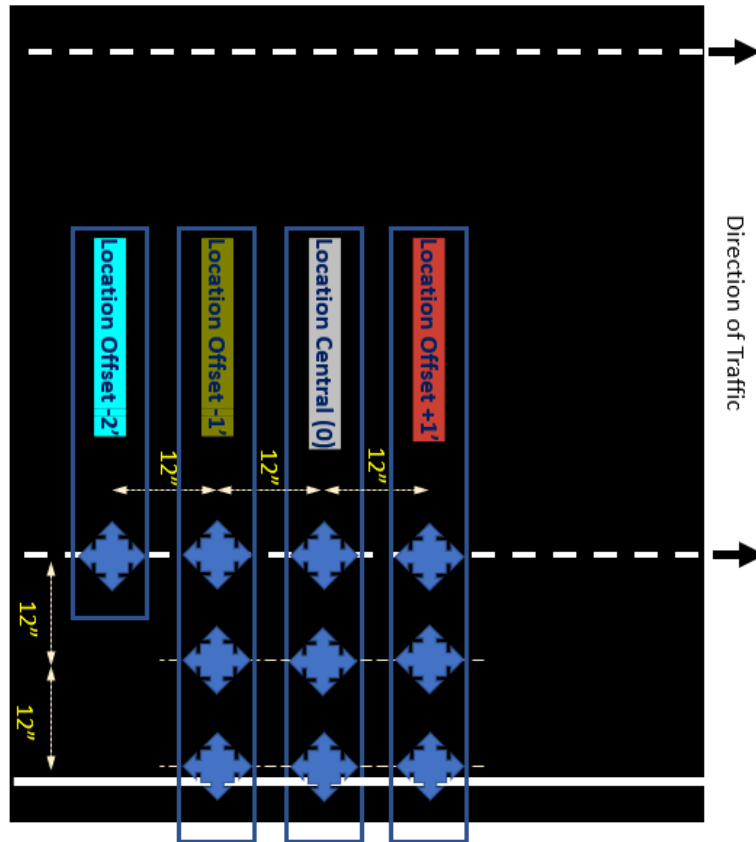 Direction of Traffic
Location Offset -2’
Location Offset -1’
Location Central (0)
Location Offset +1’
12”
12”
12”
12”
12”